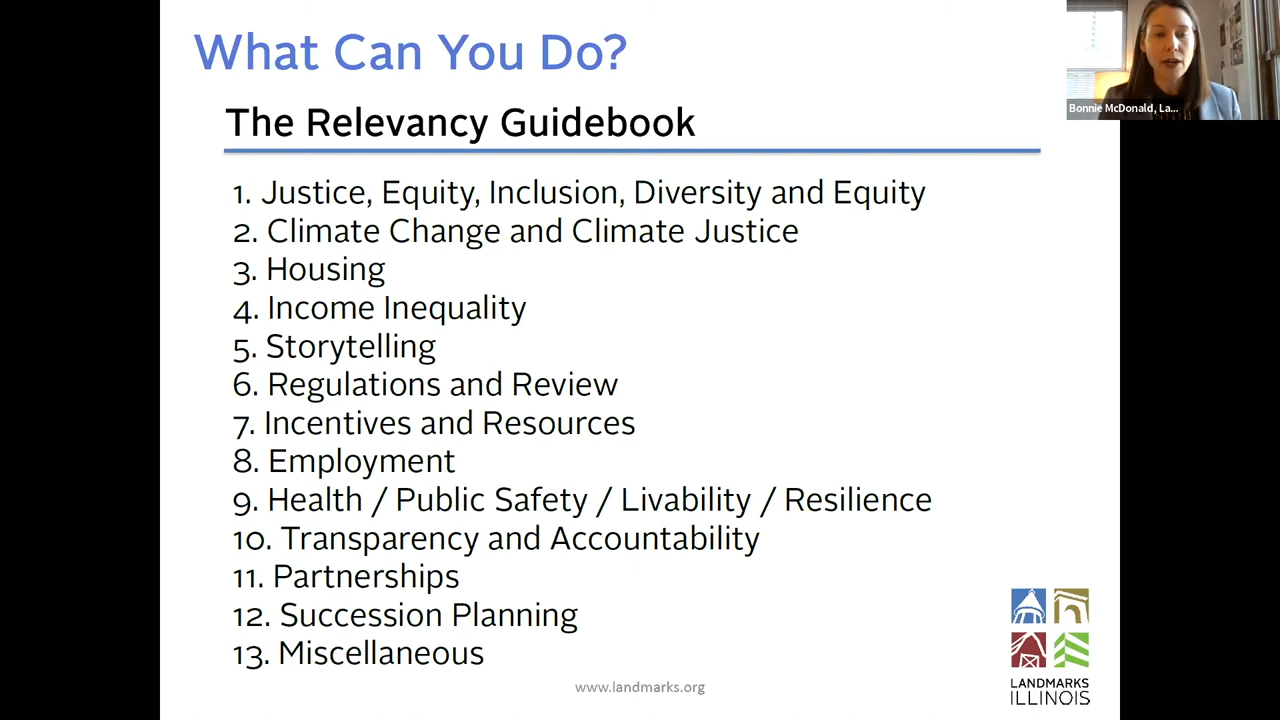 What Can You Do?
The Relevancy Guidebook
1. Justice, Equity, Inclusion, Diversity and Equity
2. Climate Change and Climate Justice
3. Housing
4. Income Inequality
5. Storytelling
6. Regulations and Review
7. Incentives and Resources
8. Employment
9. Health / Public Safety / Livability / Resilience
10. Transparency and Accountability
11. Partnerships
12. Succession Planning
13. Miscellaneous
www.landmarks.org
LANDMARKS
ILLINOIS
Bonnie McDonald, La...